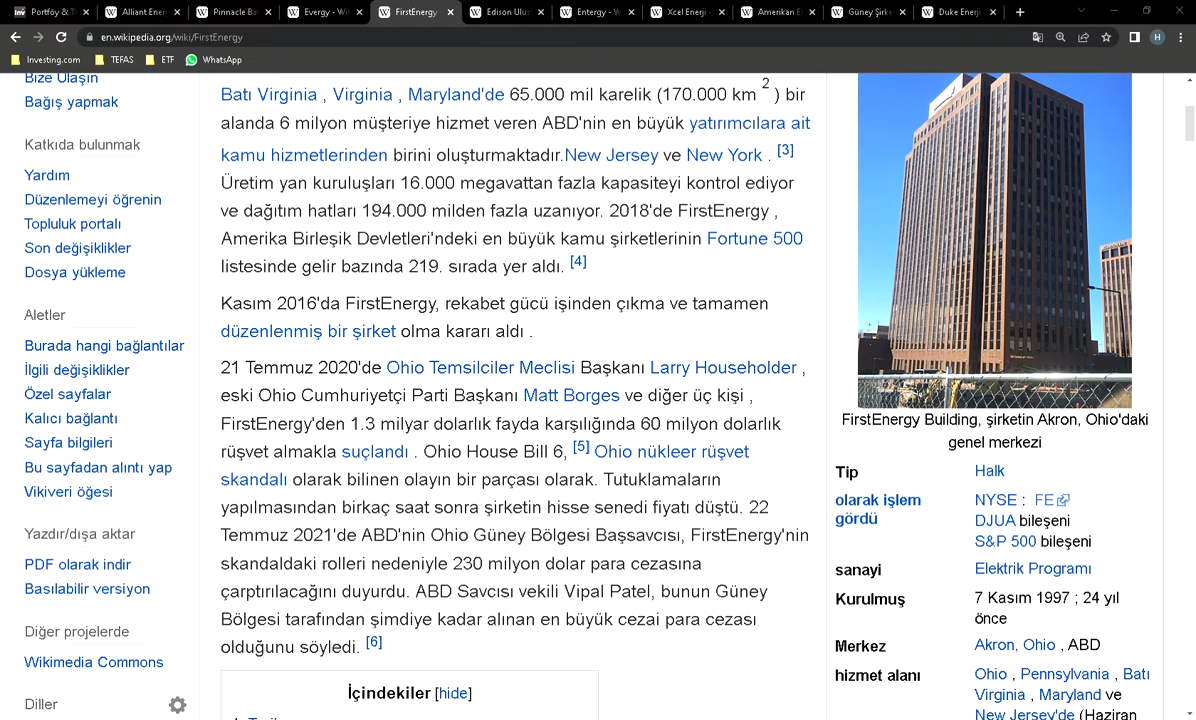 Portföy & T
Alliant Ener
Pinnacle Ba
Evergy - Wi
FirstEnergy
Edison Ulus
Entergy - W
Xcel Enerji -
Amerikan E
Güney Şirke
Duke Enerji
en.wikipedia.org/wiki/FirstEnergy
H
Investing.com
TEFAS
ETF
WhatsApp
Bize Ulaşın
Bağış yapmak
Katkıda bulunmak
Yardım
Düzenlemeyi öğrenin
Topluluk portalı
Son değişiklikler
Dosya yükleme
Aletler
Burada hangi bağlantılar
İlgili değişiklikler
Özel sayfalar
Kalıcı bağlantı
Sayfa bilgileri
Bu sayfadan alıntı yap
Vikiveri öğesi
Yazdır/dışa aktar
PDF olarak indir
Basılabilir versiyon
Diğer projelerde
Wikimedia Commons
Diller
Batı Virginia , Virginia , Maryland'de 65.000 mil karelik (170.000 km 2 ) bir
alanda 6 milyon müşteriye hizmet veren ABD'nin en büyük yatırımcılara ait
kamu hizmetlerinden birini oluşturmaktadır.New Jersey ve New York . [3]
Üretim yan kuruluşları 16.000 megavattan fazla kapasiteyi kontrol ediyor
ve dağıtım hatları 194.000 milden fazla uzanıyor. 2018'de FirstEnergy ,
Amerika Birleşik Devletleri'ndeki en büyük kamu şirketlerinin Fortune 500
listesinde gelir bazında 219. sırada yer aldı. [4]
Kasım 2016'da FirstEnergy, rekabet gücü işinden çıkma ve tamamen
düzenlenmiş bir şirket olma kararı aldı .
21 Temmuz 2020'de Ohio Temsilciler Meclisi Başkanı Larry Householder ,
eski Ohio Cumhuriyetçi Parti Başkanı Matt Borges ve diğer üç kişi ,
FirstEnergy'den 1.3 milyar dolarlık fayda karşılığında 60 milyon dolarlık
rüşvet almakla suçlandı . Ohio House Bill 6, [5] Ohio nükleer rüşvet
skandalı olarak bilinen olayın bir parçası olarak. Tutuklamaların
yapılmasından birkaç saat sonra şirketin hisse senedi fiyatı düştü. 22
Temmuz 2021'de ABD'nin Ohio Güney Bölgesi Başsavcısı, FirstEnergy'nin
skandaldaki rolleri nedeniyle 230 milyon dolar para cezasına
çarptırılacağını duyurdu. ABD Savcısı vekili Vipal Patel, bunun Güney
Bölgesi tarafından şimdiye kadar alınan en büyük cezai para cezası
olduğunu söyledi. [6]
İçindekiler [hide]
FirstEnergy Building, şirketin Akron, Ohio'daki
genel merkezi
Tip Halk
olarak işlem gördü NYSE : FE
DJUA bileşeni
S&P 500 bileşeni
sanayi Elektrik Programı
Kurulmuş 7 Kasım 1997 ; 24 yıl
önce
Merkez Akron, Ohio , ABD
hizmet alanı Ohio , Pennsylvania , Batı
Virginia , Maryland ve
New Jersey'de (Haziran